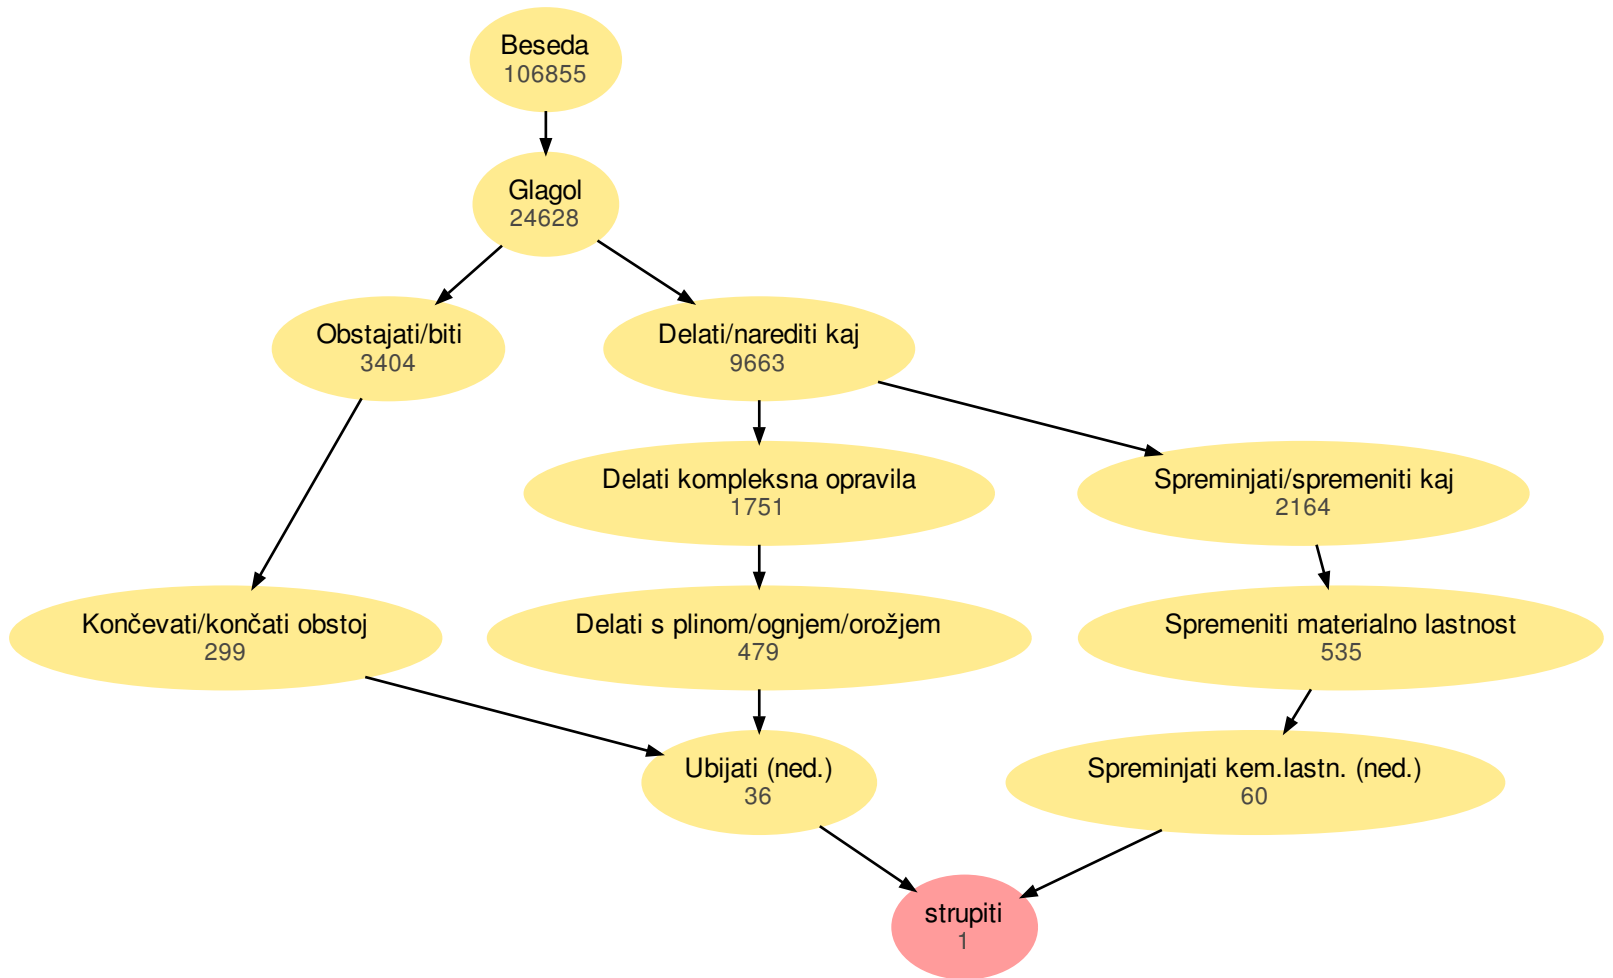 Beseda
106855
Glagol
24628
Obstajati/biti
3404
Delati/narediti kaj
9663
Delati kompleksna opravila
1751
Spreminjati/spremeniti kaj
2164
Končevati/končati obstoj
299
Delati s plinom/ognjem/orožjem
479
Spremeniti materialno lastnost
535
Ubijati (ned.)
36
Spreminjati kem.lastn. (ned.)
60
strupiti
1